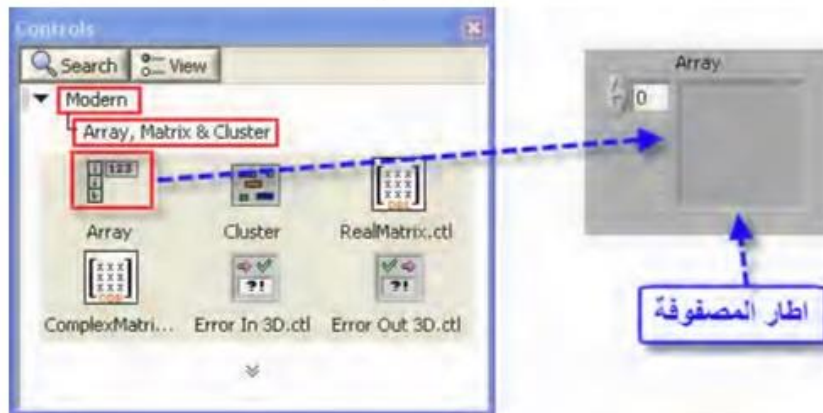 Controls
Search View
Modern
Array, Matrix & Cluster
Array Cluster RealMatrix.ctl
ComplexMatri... Error In 3D.ctl Error Out 3D.ctl
Array
0
اطار المصفوفة